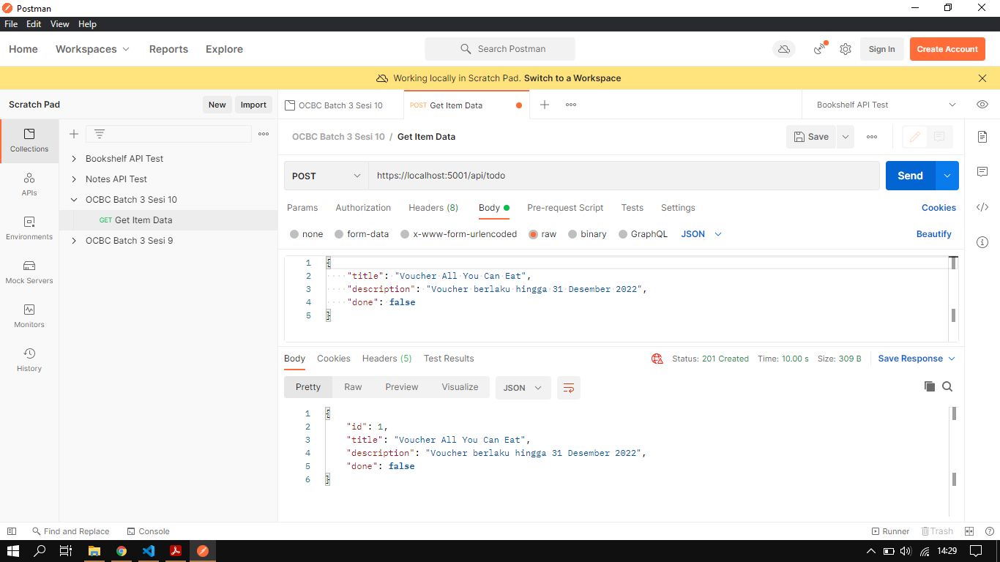 Postman
File Edit View Help
Home Workspaces Reports Explore Search Postman Sign In Create Account
Working locally in Scratch Pad. Switch to a Workspace
Scratch Pad New Import OCBC Batch 3 Sesi 10 POST Get Item Data Bookshelf API Test
Collections
APIs
Environments
Mock Servers
Monitors
History
Bookshelf API Test
Notes API Test
OCBC Batch 3 Sesi 10
GET Get Item Data
OCBC Batch 3 Sesi 9
OCBC Batch 3 Sesi 10 / Get Item Data Save
POST https://localhost:5001/api/todo Send
Params Authorization Headers (8) Body Pre-request Script Tests Settings Cookies
none form-data x-www-form-urlencoded raw binary GraphQL JSON Beautify
1 {
2 "title": "Voucher All You Can Eat",
3 "description": "Voucher berlaku hingga 31 Desember 2022",
4 "done": false
5 }
Body Cookies Headers (5) Test Results Status: 201 Created Time: 10.00 s Size: 309 B Save Response
Pretty Raw Preview Visualize JSON
1 {
2 "id": 1,
3 "title": "Voucher All You Can Eat",
4 "description": "Voucher berlaku hingga 31 Desember 2022",
5 "done": false
6 }
Find and Replace Console Runner Trash
14:29